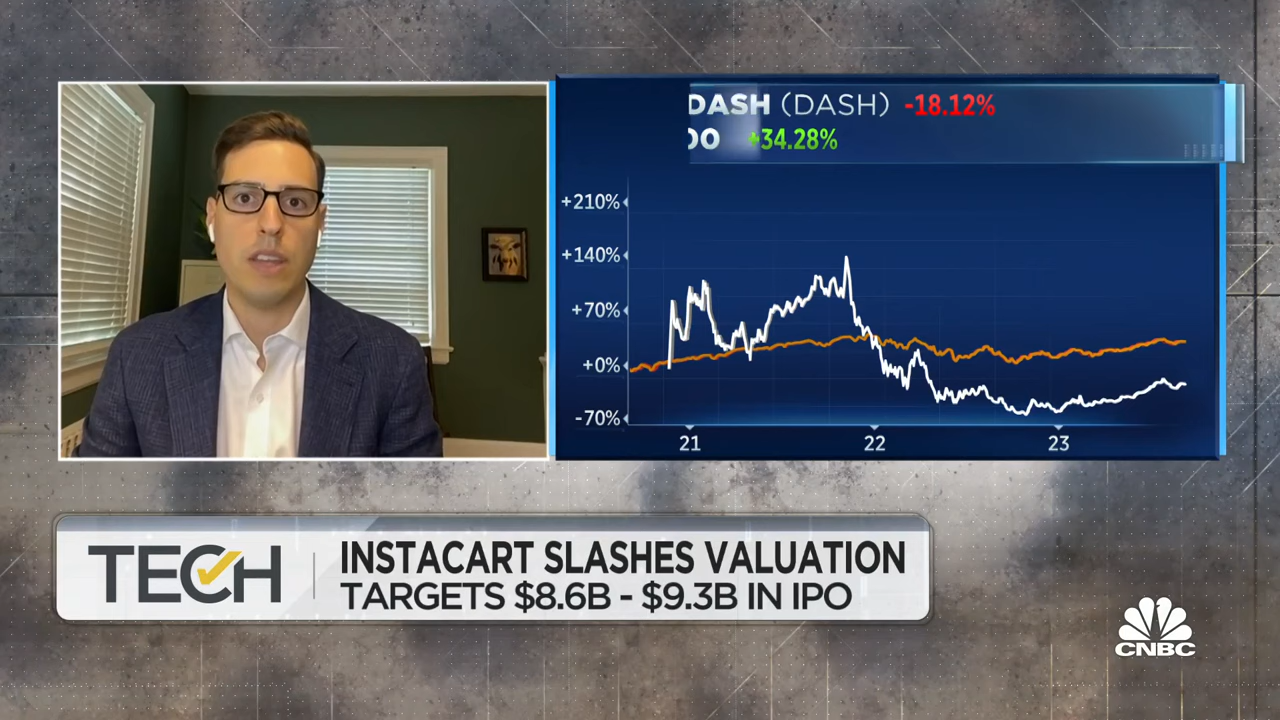 DASH (DASH) -18.12%
00 +34.28%
+210%
+140%
+70%
+0%
-70%
21 22 23
TECH
INSTACART SLASHES VALUATION
TARGETS $8.6B - $9.3B IN IPO
CNBC